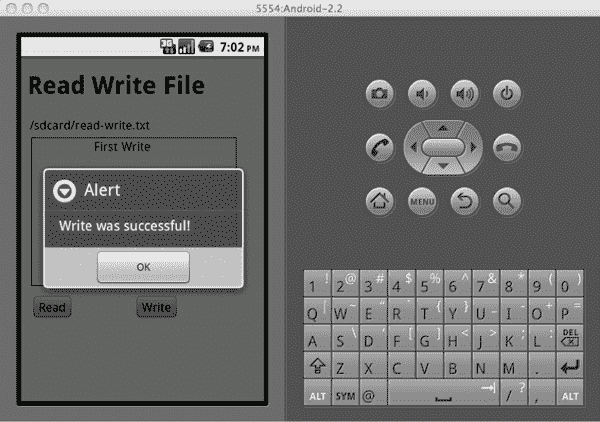 5554:Android-2.2
3G 7:02 PM
Read Write File
/sdcard/read-write.txt
First Write
Alert
Write was successful!
OK
Read Write
MENU
1 ! 2 @ 3 # 4 $ 5 % 6 ^ 7 & 8 * 9 ( 0 )
Q | W ~ E " R ` T { Y } U _ I - O + P =
A S \ D ' F [ G ] H < J > K ; L : DEL
Z X C V B N M .
ALT SYM @ / ? , ALT